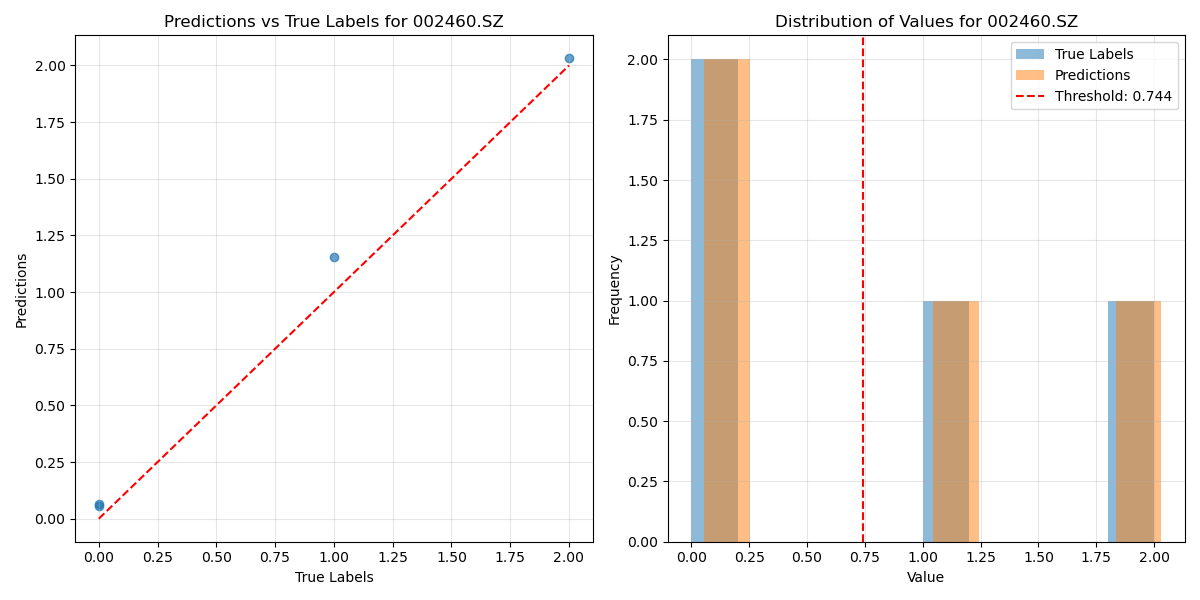 Predictions vs True Labels for 002460.SZ
2.00
1.75
1.50
1.25
1.00
0.75
0.50
0.25
0.00
Predictions
0.00 0.25 0.50 0.75 1.00 1.25 1.50 1.75 2.00
True Labels
Distribution of Values for 002460.SZ
True Labels
Predictions
Threshold: 0.744
2.00
1.75
1.50
1.25
1.00
0.75
0.50
0.25
0.00
Frequency
0.00 0.25 0.50 0.75 1.00 1.25 1.50 1.75 2.00
Value